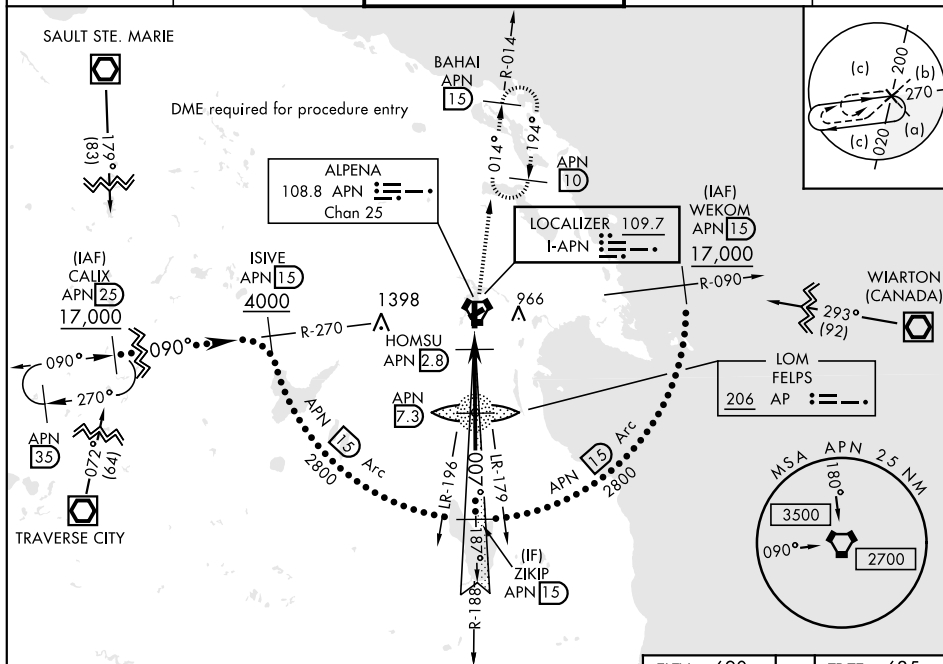 SAULT STE. MARIE
179°
(83)
DME required for procedure entry
BAHAI
APN
15
R-014
014°
194°
APN
10
(c)
200
(b)
270
(a)
(c)
020
ALPENA
108.8 APN
Chan 25
LOCALIZER 109.7
I-APN
(IAF)
WEKOM
APN 15
17,000
R-090
WIARTON
(CANADA)
293°
(92)
(IAF)
CALIX
APN 25
17,000
090°
270°
090°
APN
35
ISIVE
APN 15
4000
R-270
1398
966
HOMSU
APN 2.8
APN
7.3
LOM
FELPS
206 AP
072°
(64)
TRAVERSE CITY
APN 15 Arc
2800
APN 15 Arc
2800
LR-196
LR-179
007°
187°
R-188
(IF)
ZIKIP
APN 15
MSA APN 25 NM
180°
3500
090°
2700